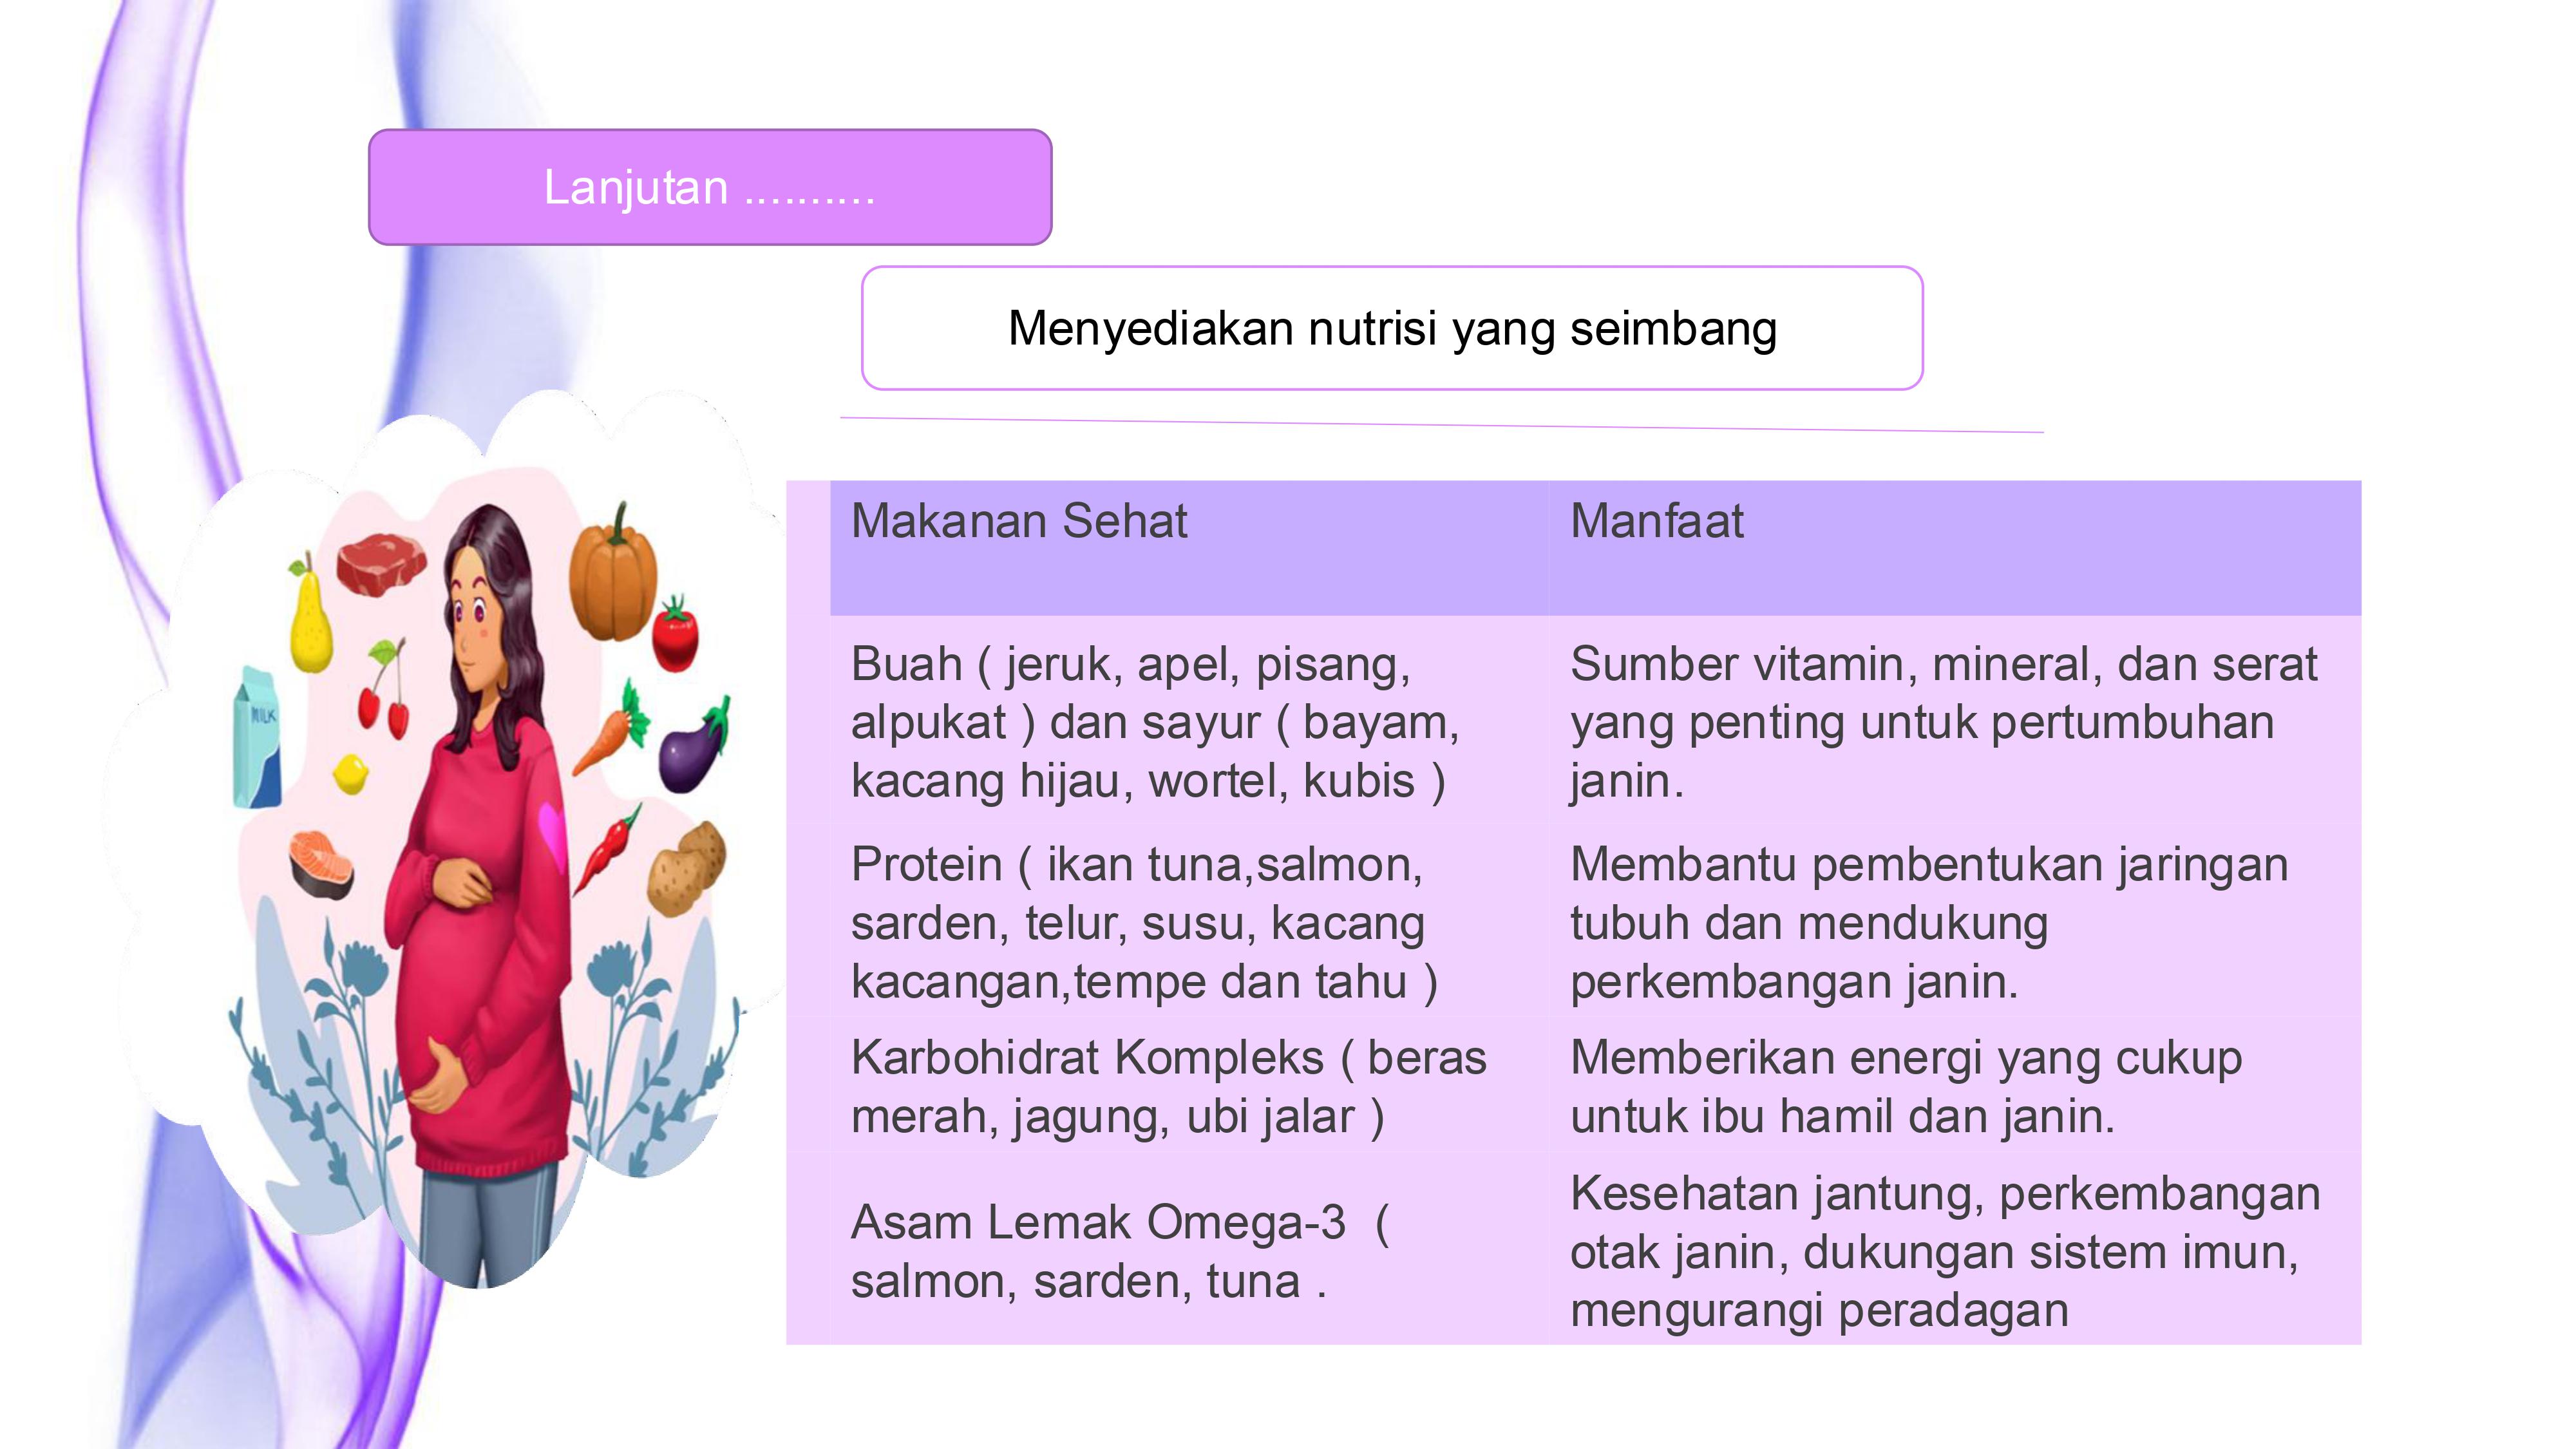 Lanjutan ..........
Menyediakan nutrisi yang seimbang
Makanan Sehat
Manfaat
Buah ( jeruk, apel, pisang,
alpukat ) dan sayur ( bayam,
kacang hijau, wortel, kubis )
Sumber vitamin, mineral, dan serat
yang penting untuk pertumbuhan
janin.
Protein ( ikan tuna,salmon,
sarden, telur, susu, kacang
kacangan,tempe dan tahu )
Membantu pembentukan jaringan
tubuh dan mendukung
perkembangan janin.
Karbohidrat Kompleks ( beras
merah, jagung, ubi jalar )
Memberikan energi yang cukup
untuk ibu hamil dan janin.
Asam Lemak Omega-3  (
salmon, sarden, tuna .
Kesehatan jantung, perkembangan
otak janin, dukungan sistem imun,
mengurangi peradagan
MILK